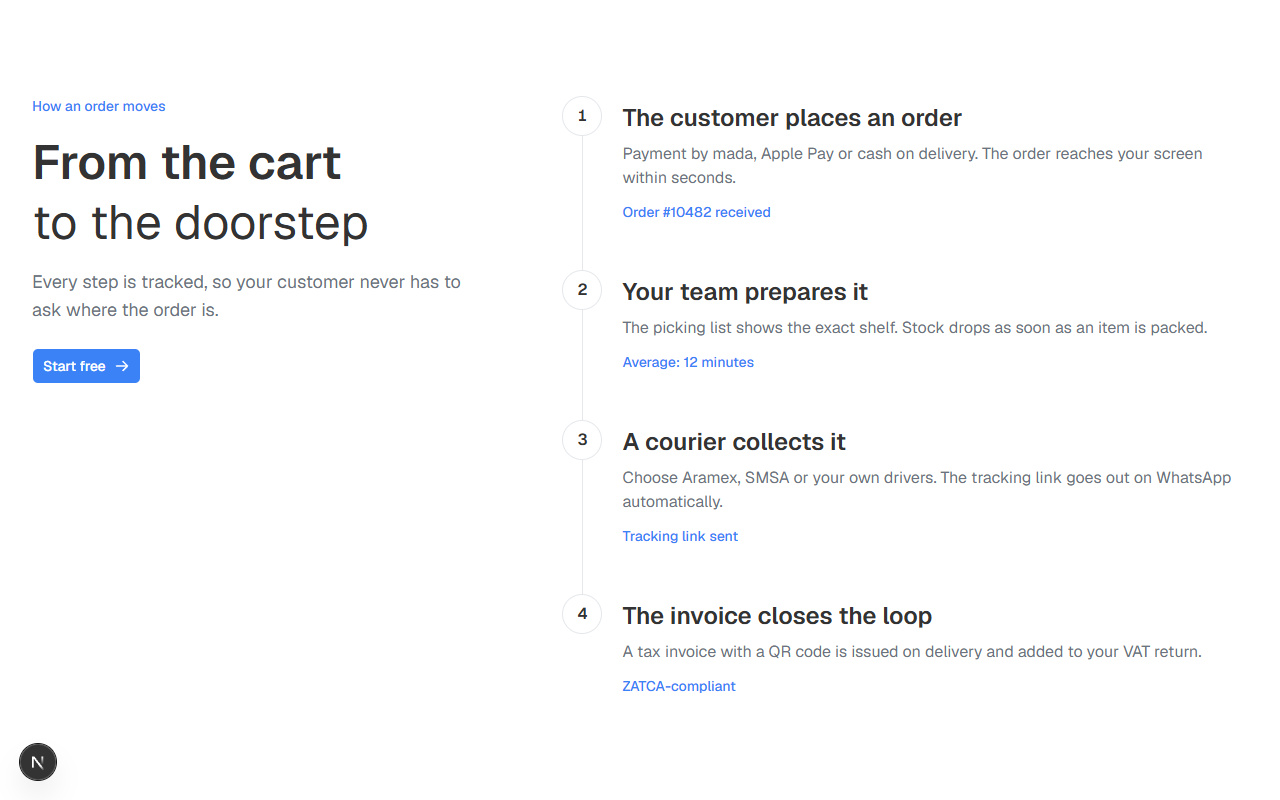 How an order moves
From the cart
to the doorstep
Every step is tracked, so your customer never has to
ask where the order is.
Start free
1
The customer places an order
Payment by mada, Apple Pay or cash on delivery. The order reaches your screen
within seconds.
Order #10482 received
2
Your team prepares it
The picking list shows the exact shelf. Stock drops as soon as an item is packed.
Average: 12 minutes
3
A courier collects it
Choose Aramex, SMSA or your own drivers. The tracking link goes out on WhatsApp
automatically.
Tracking link sent
4
The invoice closes the loop
A tax invoice with a QR code is issued on delivery and added to your VAT return.
ZATCA-compliant
N